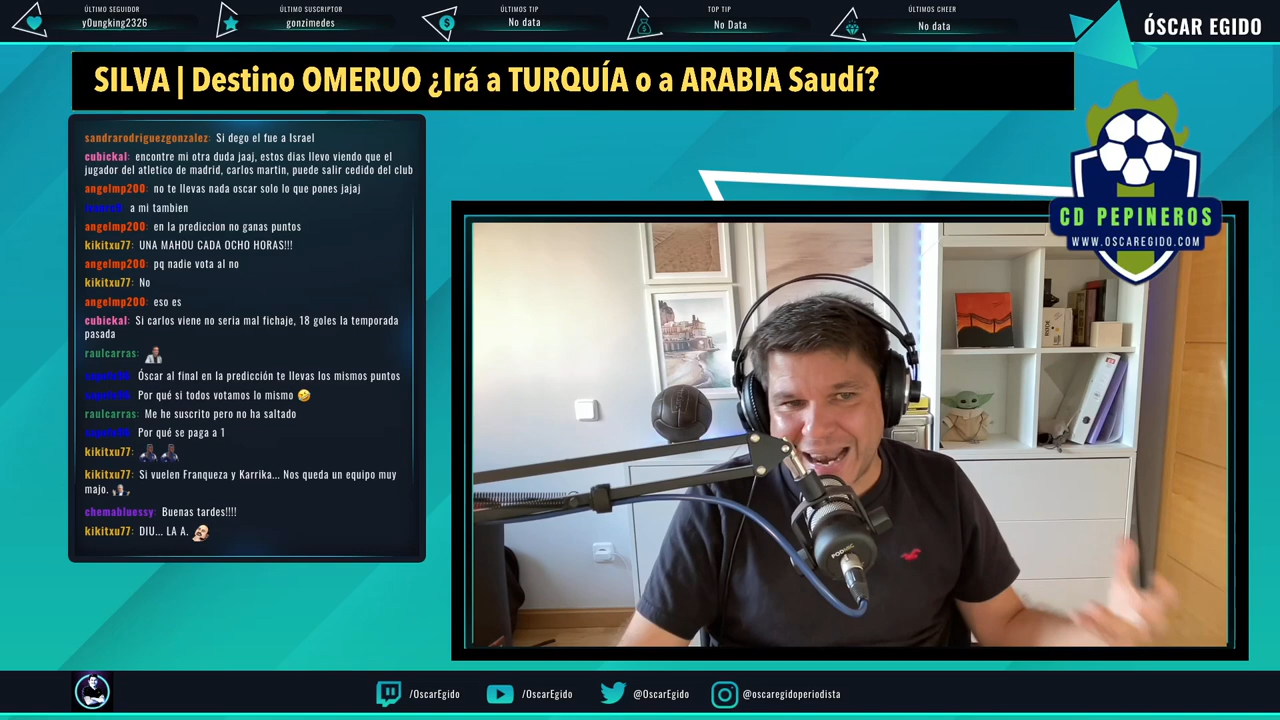 ÚLTIMO SEGUIDOR
y0ungking2326
ÚLTIMO SUSCRIPTOR
gonzimedes
ÚLTIMOS TIP
No data
TOP TIP
No Data
ÚLTIMOS CHEER
No data
ÓSCAR EGIDO
SILVA | Destino OMERUO ¿Irá a TURQUÍA o a ARABIA Saudí?
CD PEPINEROS
WWW.OSCAREGIDO.COM
sandrarodriguezgonzalez: Si dego el fue a Israel
cubickal: encontre mi otra duda jaaj, estos dias llevo viendo que el
jugador del atletico de madrid, carlos martin, puede salir cedido del club
angelmp200: no te llevas nada oscar solo lo que pones jajaj
a mi tambien
angelmp200: en la prediccion no ganas puntos
kikitxu77: UNA MAHOU CADA OCHO HORAS!!!
angelmp200: pq nadie vota al no
kikitxu77: No
angelmp200: eso es
cubickal: Si carlos viene no seria mal fichaje, 18 goles la temporada
pasada
raulcarras:
Óscar al final en la predicción te llevas los mismos puntos
Por qué si todos votamos lo mismo 🤣
raulcarras: Me he suscrito pero no ha saltado
Por qué se paga a 1
kikitxu77:
kikitxu77: Si vuelen Franqueza y Karrika... Nos queda un equipo muy
majo.
chemabluessy: Buenas tardes!!!!
kikitxu77: DIU... LA A.
PODMIC
/OscarEgido
/OscarEgido
@OscarEgido
@oscaregidoperiodista